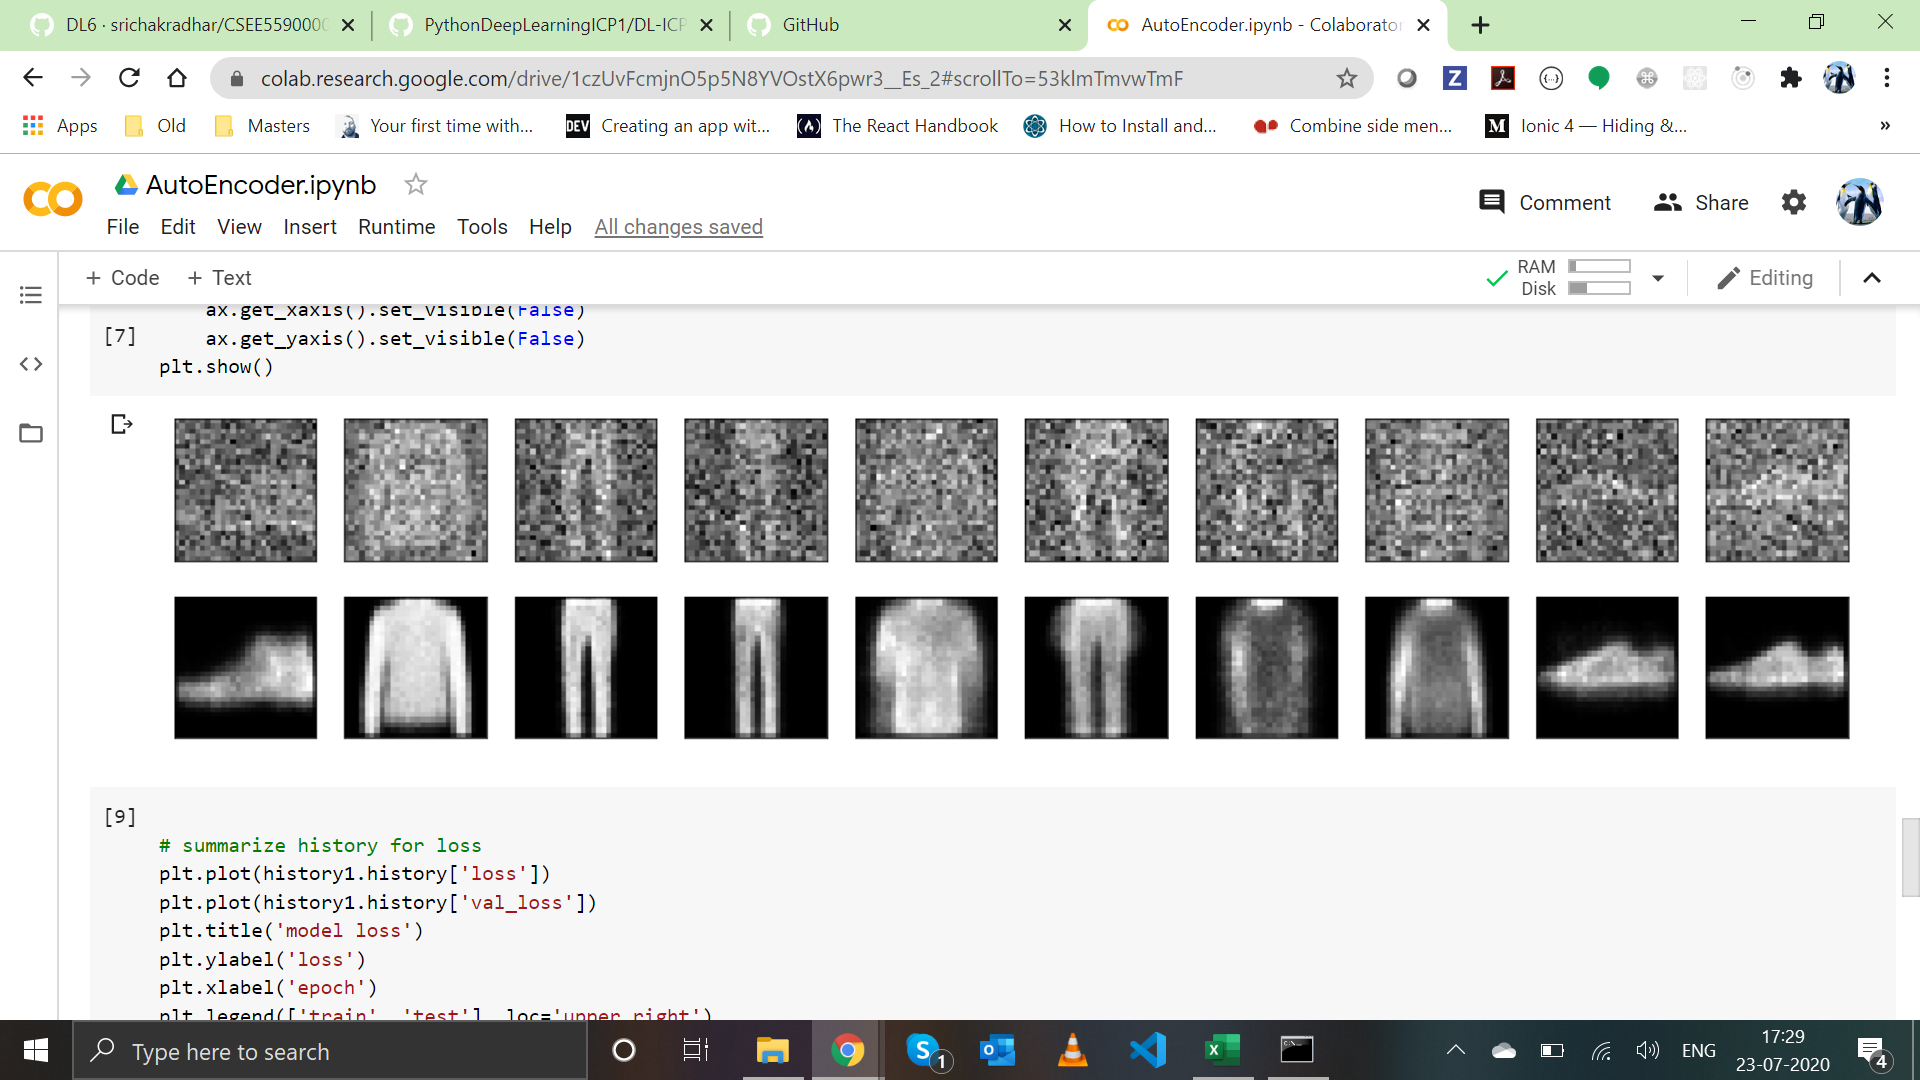 DL6 · srichakradhar/CSEE5590000
PythonDeepLearningICP1/DL-ICP
GitHub
AutoEncoder.ipynb - Colaborator
colab.research.google.com/drive/1czUvFcmjnO5p5N8YVOstX6pwr3__Es_2#scrollTo=53klmTmvwTmF
Apps
Old
Masters
Your first time with...
DEV
Creating an app wit...
The React Handbook
How to Install and...
Combine side men...
M
Ionic 4 — Hiding &...
»
AutoEncoder.ipynb
Comment
Share
File Edit View Insert Runtime Tools Help All changes saved
+ Code + Text
RAM
Disk
Editing
ax.get_xaxis().set_visible(False)
[7]
ax.get_yaxis().set_visible(False)
plt.show()
[9]
# summarize history for loss
plt.plot(history1.history['loss'])
plt.plot(history1.history['val_loss'])
plt.title('model loss')
plt.ylabel('loss')
plt.xlabel('epoch')
plt.legend(['train', 'test'], loc='upper right')
Type here to search
1
ENG
17:29
23-07-2020
4